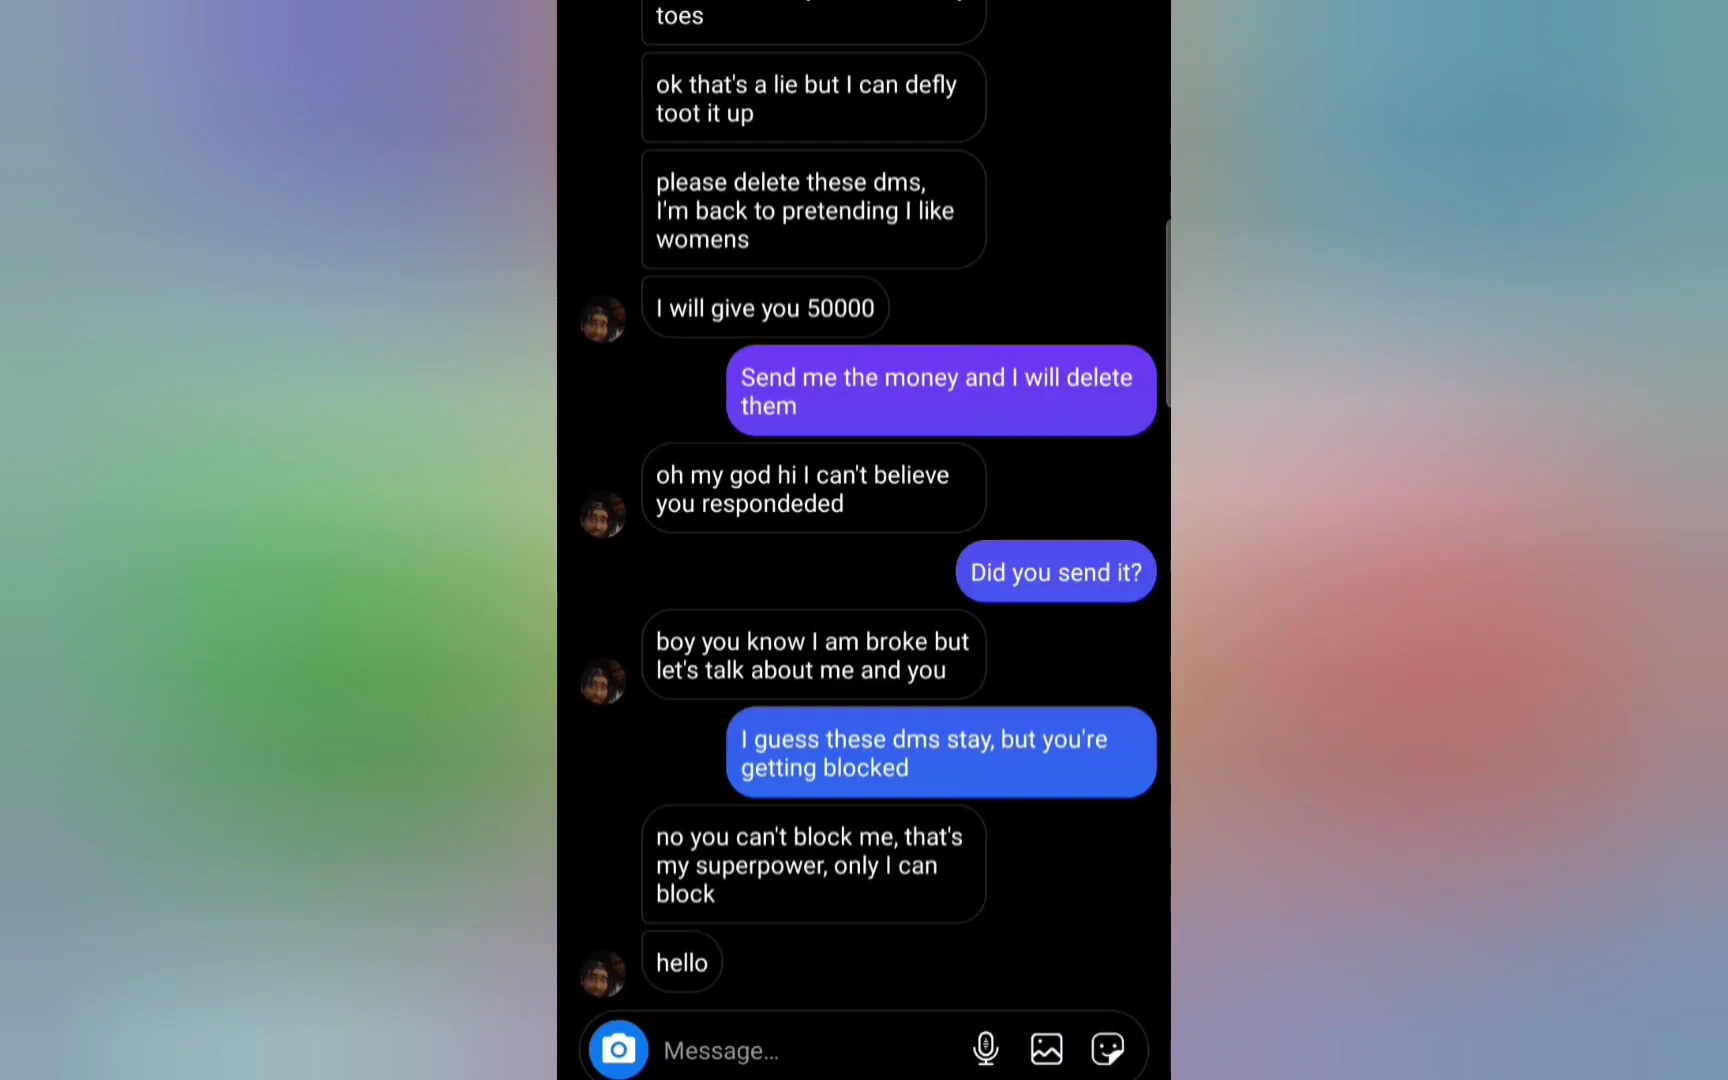 toes
ok that's a lie but I can defly
toot it up
please delete these dms,
I'm back to pretending I like
womens
I will give you 50000
Send me the money and I will delete
them
oh my god hi I can't believe
you respondeded
Did you send it?
boy you know I am broke but
let's talk about me and you
I guess these dms stay, but you're
getting blocked
no you can't block me, that's
my superpower, only I can
block
hello
Message...